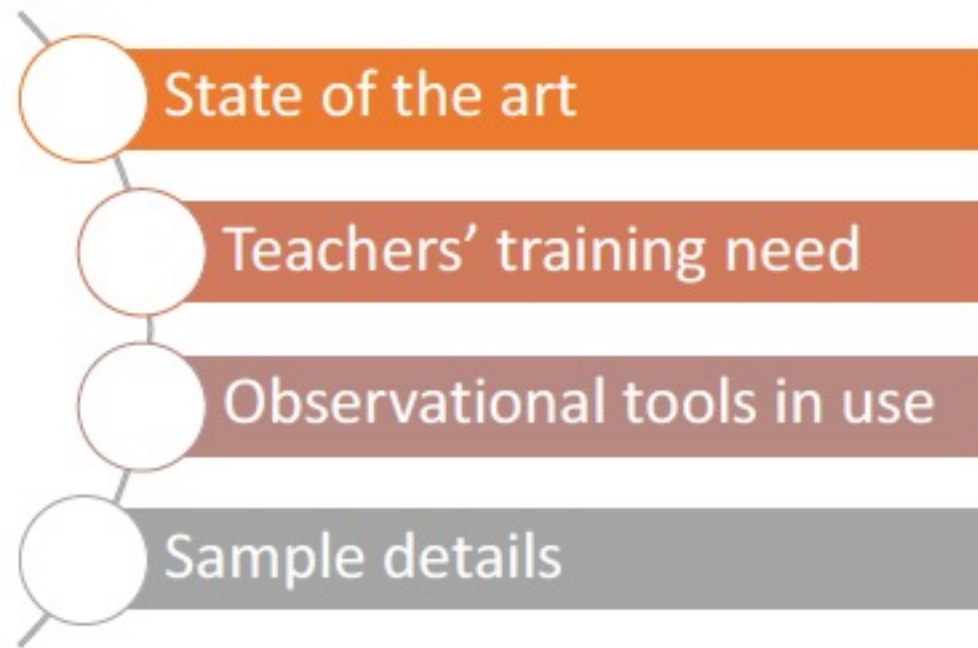 State of the art
Teachers’ training need
Observational tools in use
Sample details